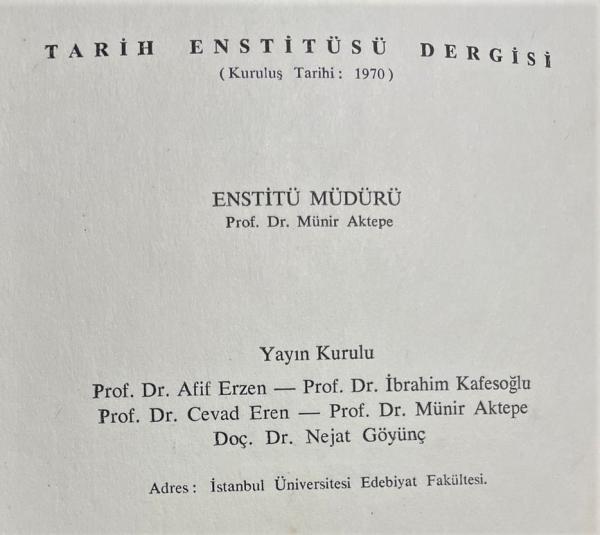 TARİH ENSTİTÜSÜ DERGİSİ
(Kuruluş Tarihi: 1970)
ENSTİTÜ MÜDÜRÜ
Prof. Dr. Münir Aktepe
Yayın Kurulu
Prof. Dr. Afif Erzen — Prof. Dr. İbrahim Kafesoğlu
Prof. Dr. Cevad Eren — Prof. Dr. Münir Aktepe
Doç. Dr. Nejat Göyünç
Adres: İstanbul Üniversitesi Edebiyat Fakültesi.